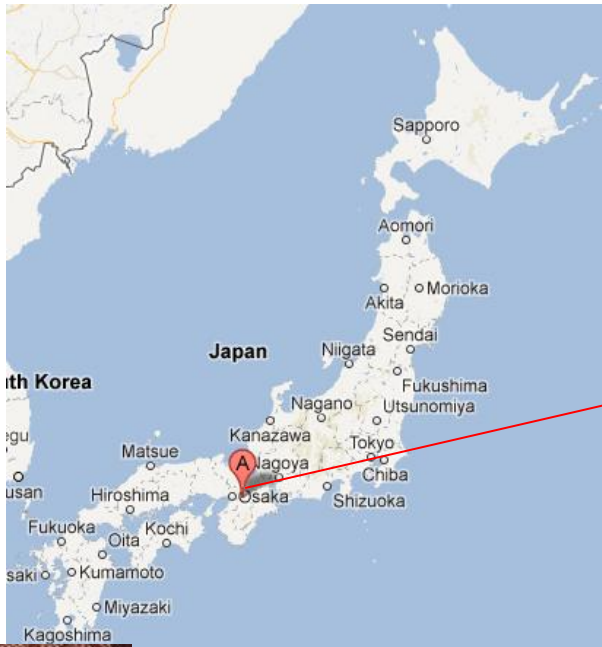 Sapporo
Aomori
Akita
Morioka
Sendai
Japan
Niigata
th Korea
Fukushima
Nagano
Utsunomiya
Kanazawa
egu
Matsue
Tokyo
A
Nagoya
Chiba
usan
Hiroshima
Osaka
Shizuoka
Fukuoka
Oita
Kochi
saki
Kumamoto
Miyazaki
Kagoshima